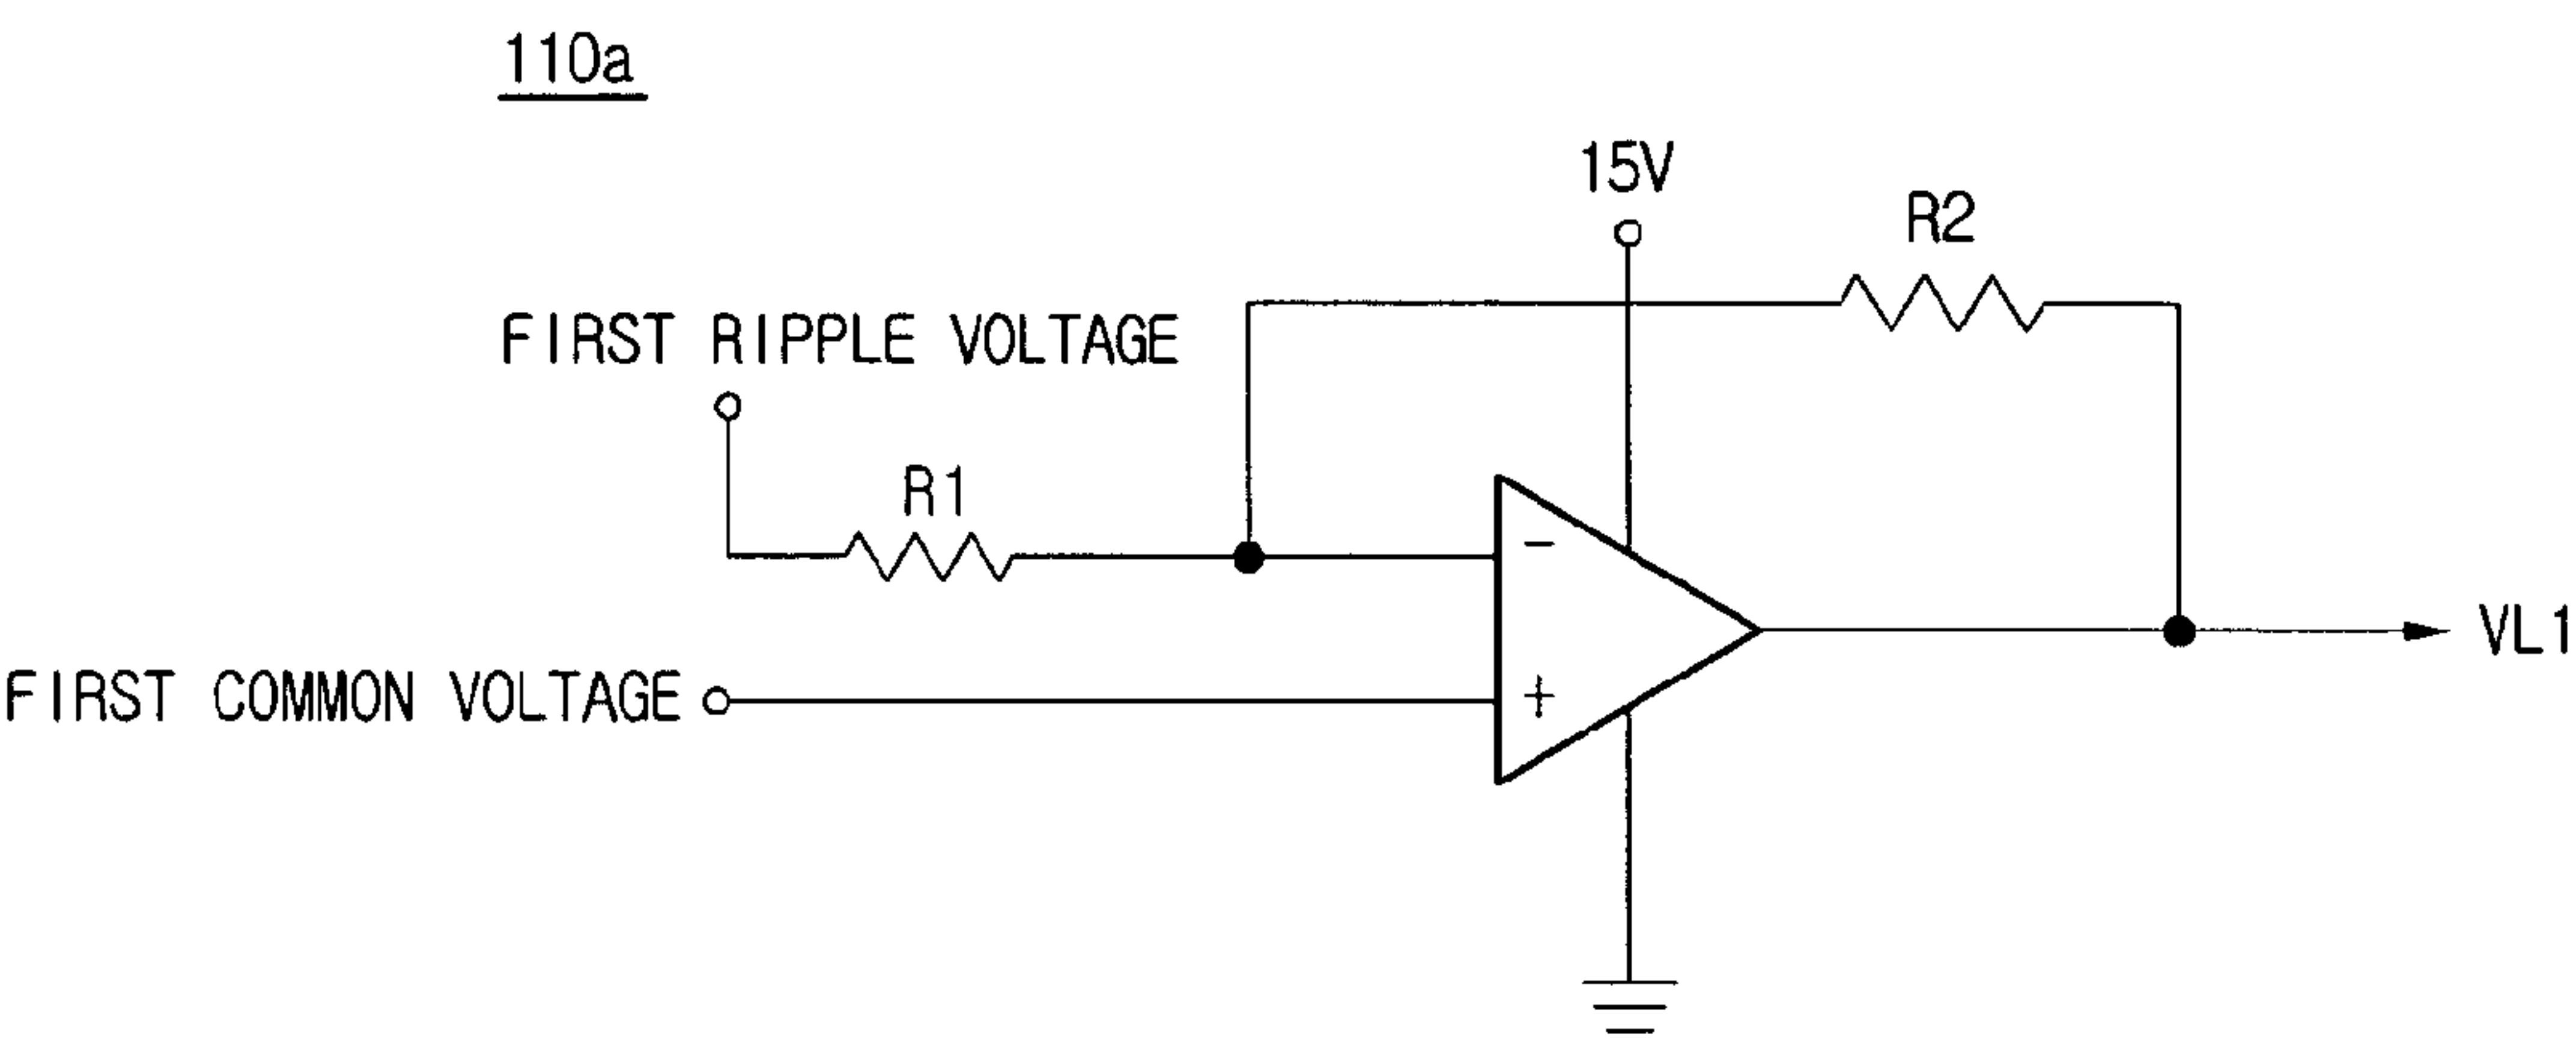 110a
15V
R2
FIRST RIPPLE VOLTAGE
R1
−
VL1
FIRST COMMON VOLTAGE
+